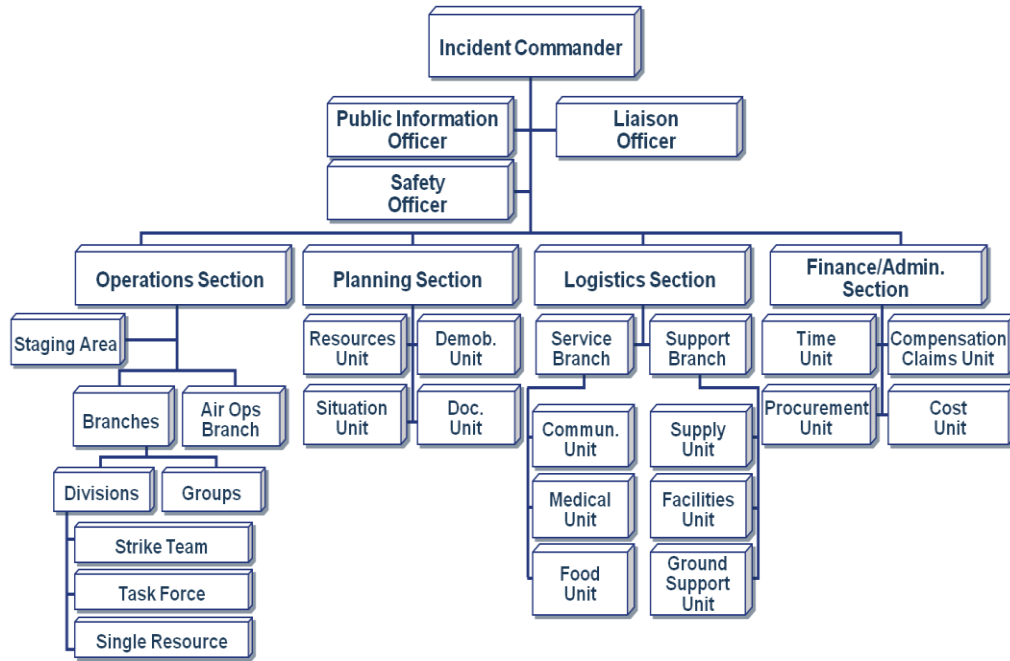 Incident Commander
Public Information
Officer
Liaison
Officer
Safety
Officer
Operations Section
Planning Section
Logistics Section
Finance/Admin.
Section
Staging Area
Resources
Unit
Demob.
Unit
Service
Branch
Support
Branch
Time
Unit
Compensation
Claims Unit
Branches
Air Ops
Branch
Situation
Unit
Doc.
Unit
Procurement
Unit
Cost
Unit
Commun.
Unit
Supply
Unit
Divisions
Groups
Medical
Unit
Facilities
Unit
Strike Team
Task Force
Single Resource
Food
Unit
Ground
Support
Unit